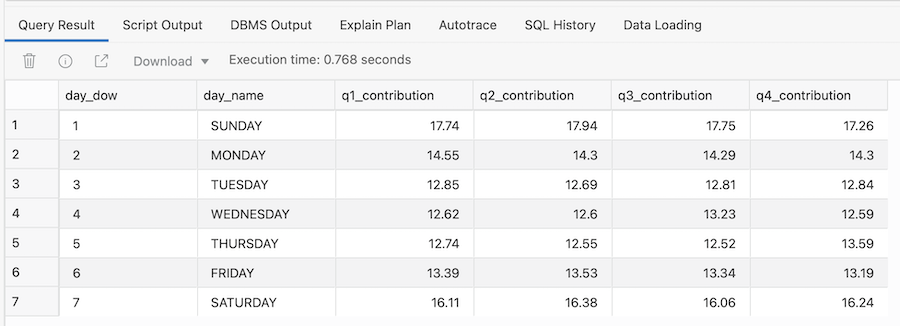 Query Result Script Output DBMS Output Explain Plan Autotrace SQL History Data Loading
Download Execution time: 0.768 seconds
day_dow day_name q1_contribution q2_contribution q3_contribution q4_contribution
1 1 SUNDAY 17.74 17.94 17.75 17.26
2 2 MONDAY 14.55 14.3 14.29 14.3
3 3 TUESDAY 12.85 12.69 12.81 12.84
4 4 WEDNESDAY 12.62 12.6 13.23 12.59
5 5 THURSDAY 12.74 12.55 12.52 13.59
6 6 FRIDAY 13.39 13.53 13.34 13.19
7 7 SATURDAY 16.11 16.38 16.06 16.24